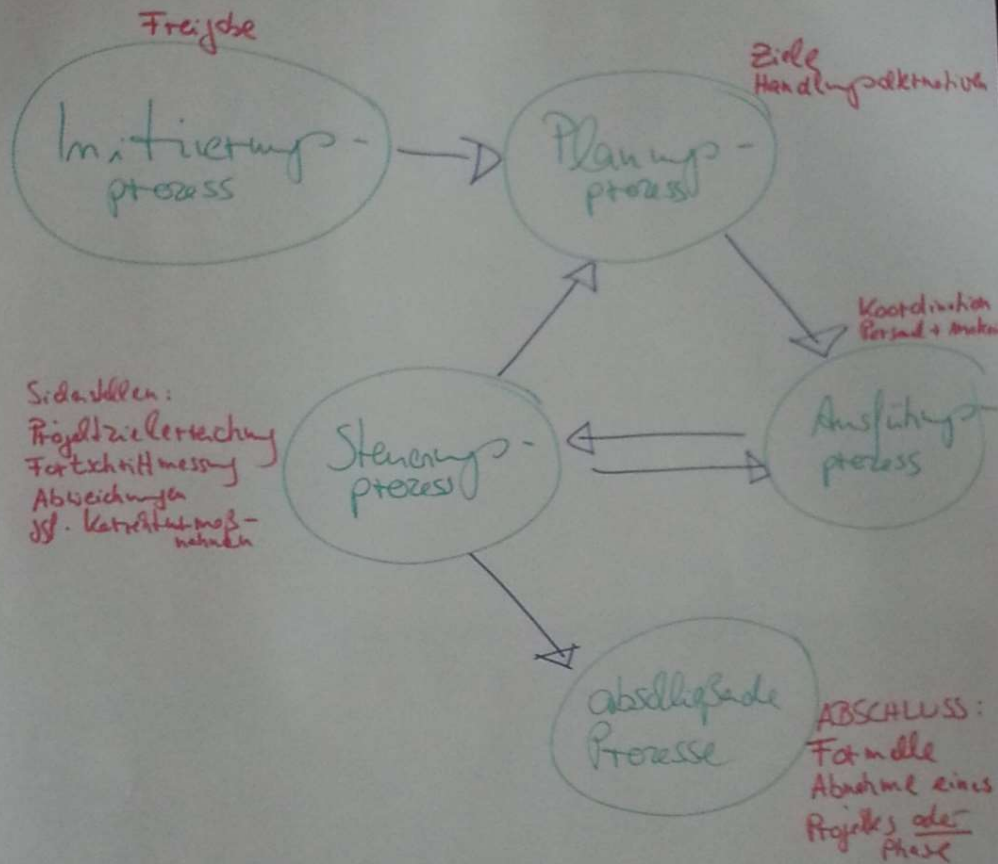 Freigabe
Initiierungs-
prozess
Ziele
Handlungsalternativen
Planungs-
prozess
Koordination
Personal +
Ausführungs-
prozess
Sicherstellen:
Projektzielerreichung
Fortschrittmessung
Abweichungen
ggf. Korrekturmaß-
nahmen
Steuerungs-
prozess
abschließende
Prozesse
ABSCHLUSS:
Formelle
Abnahme eines
Projektes oder
Phase